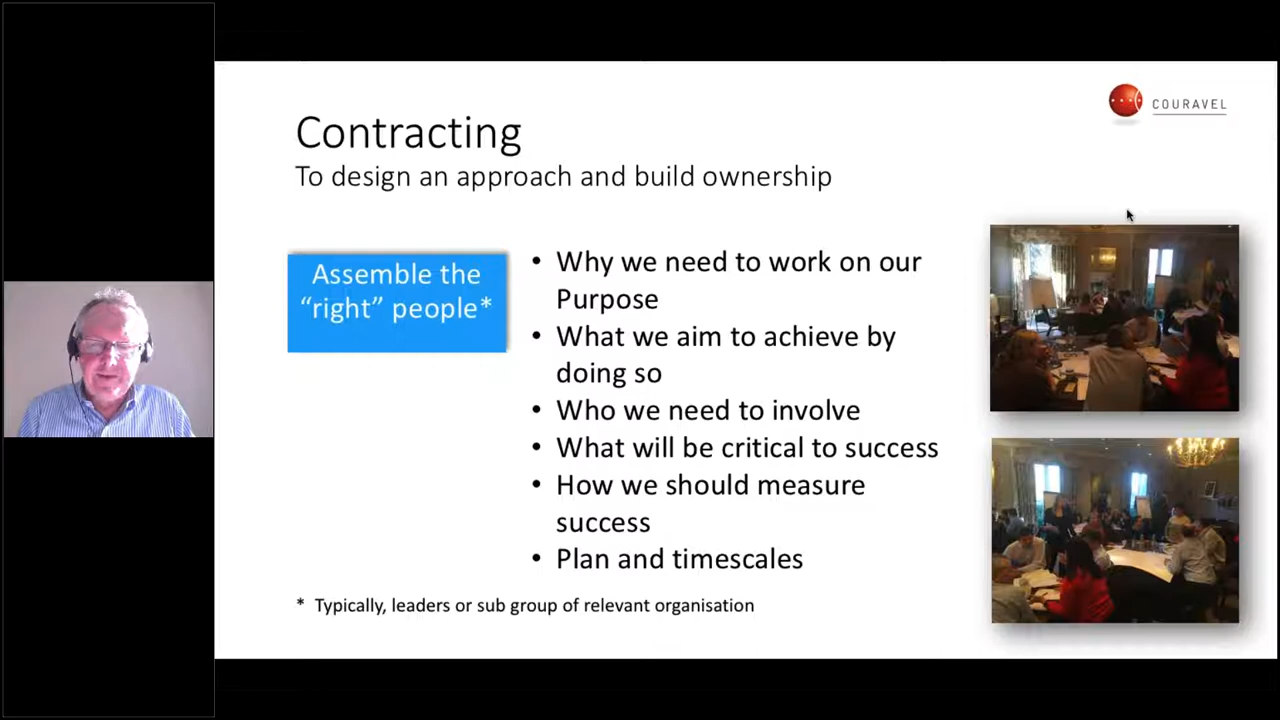 COURAVEL
Contracting
To design an approach and build ownership
Assemble the
“right” people*
• Why we need to work on our
Purpose
• What we aim to achieve by
doing so
• Who we need to involve
• What will be critical to success
• How we should measure
success
• Plan and timescales
* Typically, leaders or sub group of relevant organisation